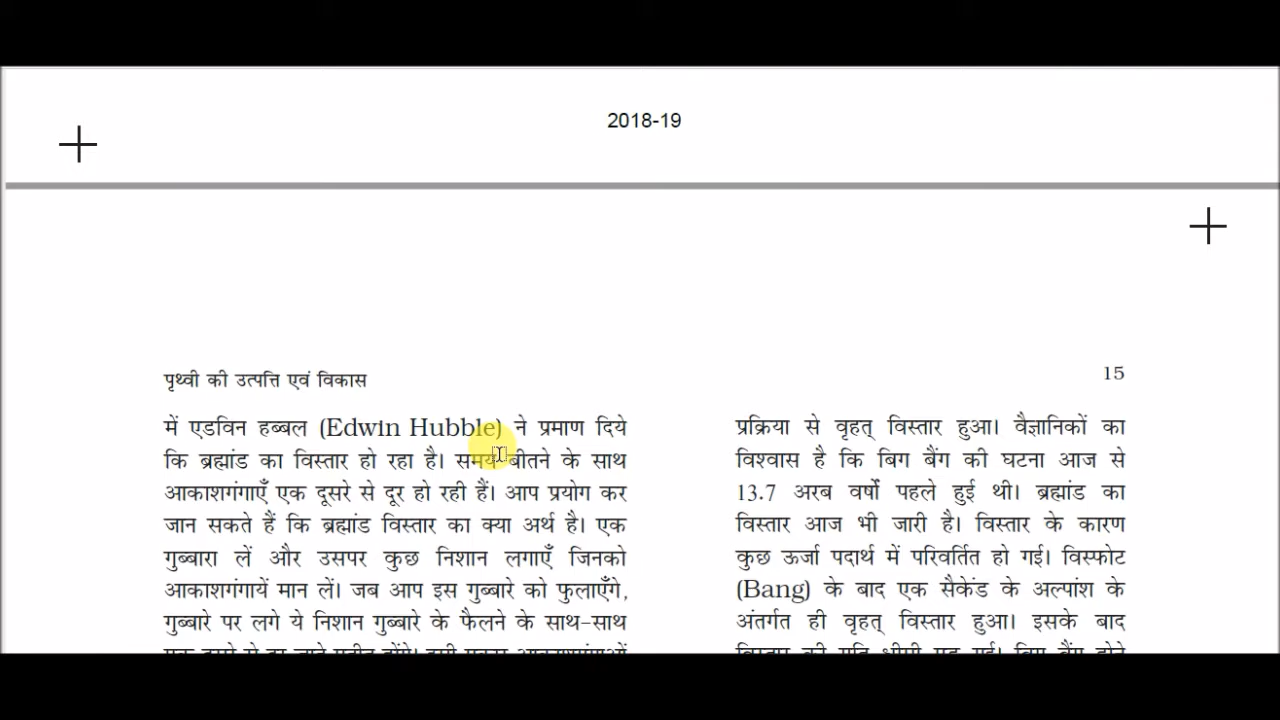 2018-19
पृथ्वी की उत्पत्ति एवं विकास
15
में एडविन हब्बल (Edwin Hubble) ने प्रमाण दिये
कि ब्रह्मांड का विस्तार हो रहा है। समय बीतने के साथ
आकाशगंगाएँ एक दूसरे से दूर हो रही हैं। आप प्रयोग कर
जान सकते हैं कि ब्रह्मांड विस्तार का क्या अर्थ है। एक
गुब्बारा लें और उसपर कुछ निशान लगाएँ जिनको
आकाशगंगायें मान लें। जब आप इस गुब्बारे को फुलाएँगे,
गुब्बारे पर लगे ये निशान गुब्बारे के फैलने के साथ-साथ
प्रक्रिया से वृहत् विस्तार हुआ। वैज्ञानिकों का
विश्वास है कि बिग बैंग की घटना आज से
13.7 अरब वर्षों पहले हुई थी। ब्रह्मांड का
विस्तार आज भी जारी है। विस्तार के कारण
कुछ ऊर्जा पदार्थ में परिवर्तित हो गई। विस्फोट
(Bang) के बाद एक सैकेंड के अल्पांश के
अंतर्गत ही वृहत् विस्तार हुआ। इसके बाद